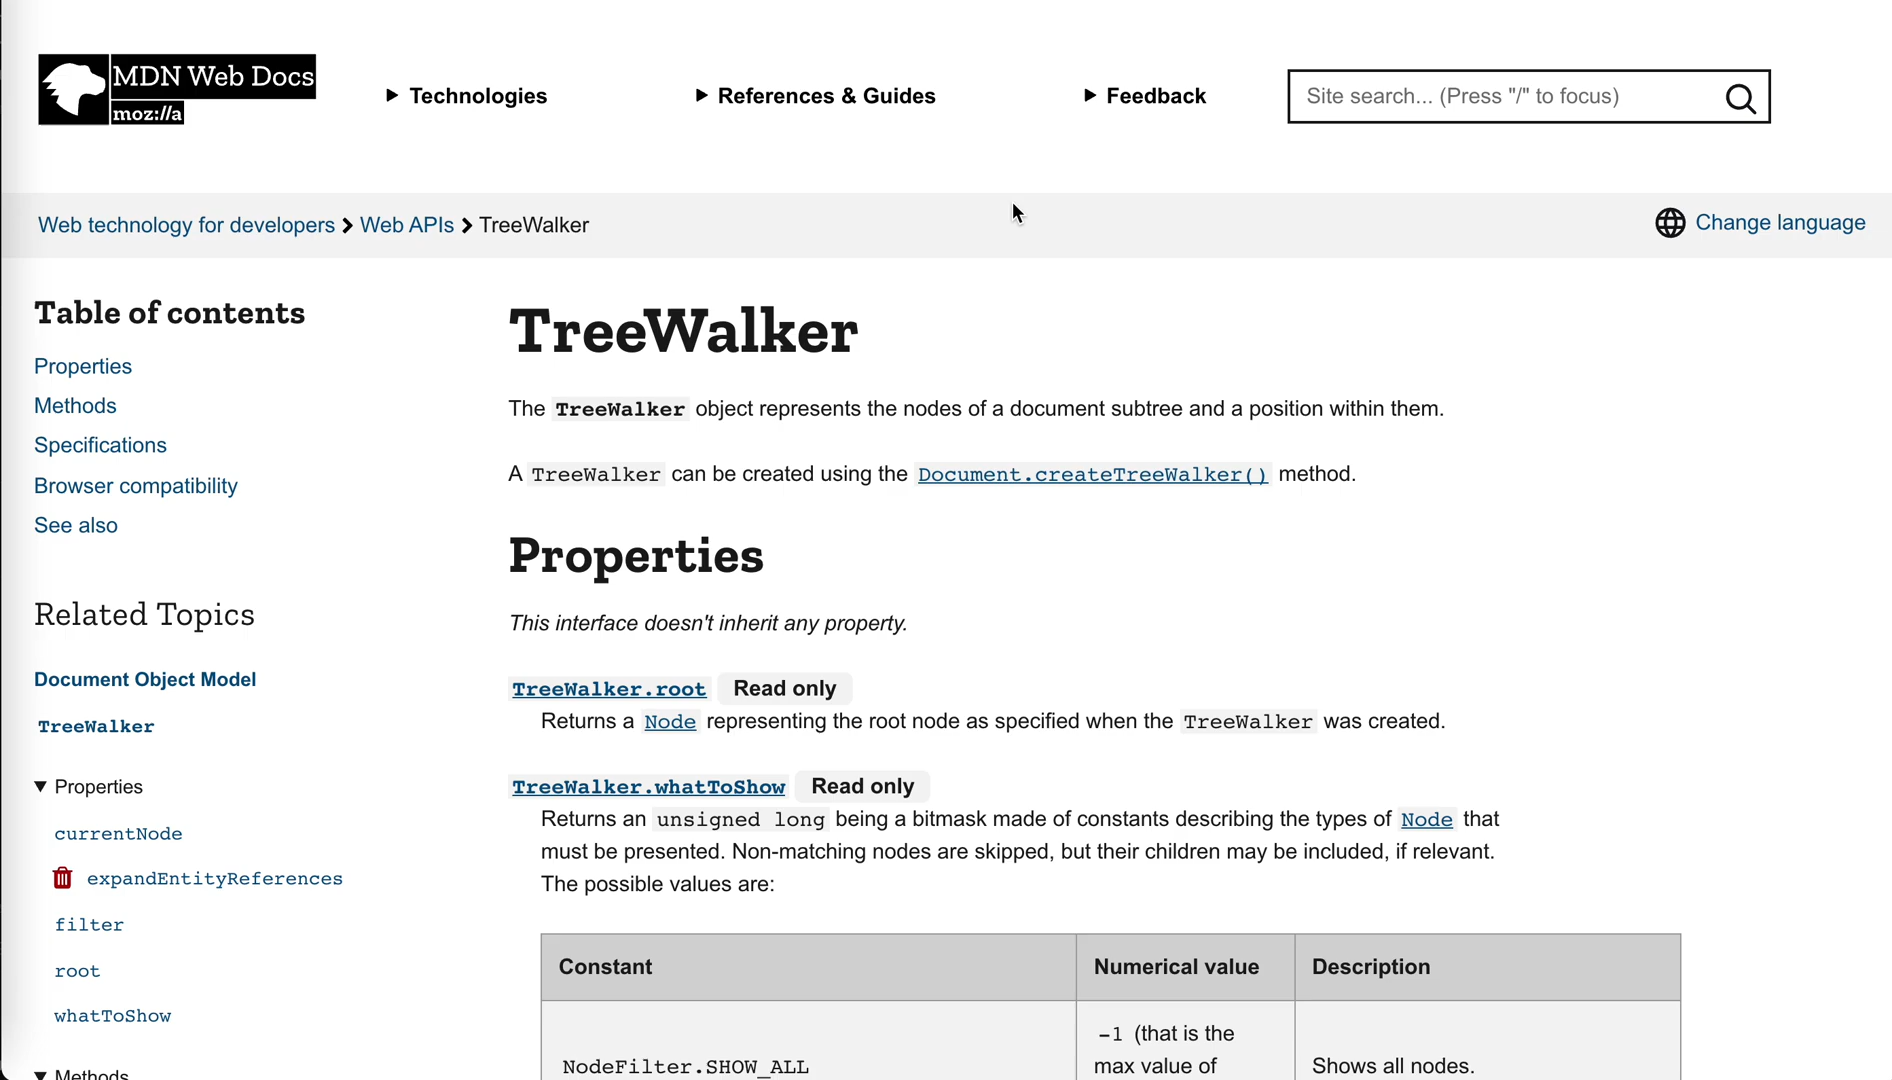 MDN Web Docs
moz://a
Technologies
References & Guides
Feedback
Site search... (Press "/" to focus)
Web technology for developers
Web APIs
TreeWalker
Change language
Table of contents
Properties
Methods
Specifications
Browser compatibility
See also
Related Topics
Document Object Model
TreeWalker
Properties
currentNode
expandEntityReferences
filter
root
whatToShow
Methods
TreeWalker
The TreeWalker object represents the nodes of a document subtree and a position within them.
A TreeWalker can be created using the Document.createTreeWalker() method.
Properties
This interface doesn't inherit any property.
TreeWalker.root Read only
Returns a Node representing the root node as specified when the TreeWalker was created.
TreeWalker.whatToShow Read only
Returns an unsigned long being a bitmask made of constants describing the types of Node that
must be presented. Non-matching nodes are skipped, but their children may be included, if relevant.
The possible values are:
Constant
Numerical value
Description
NodeFilter.SHOW_ALL
-1 (that is the
max value of
Shows all nodes.